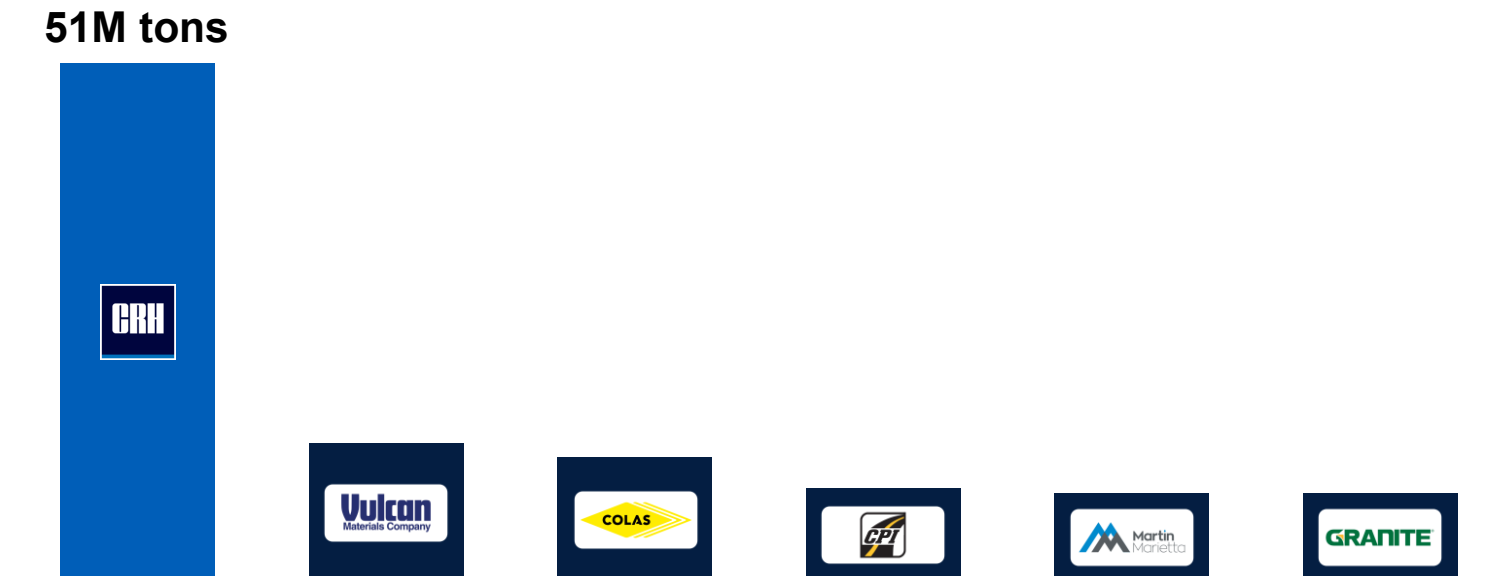 51M tons
CRH
Vulcan
Materials Company
COLAS
CPI
Martin
Marietta
GRANITE